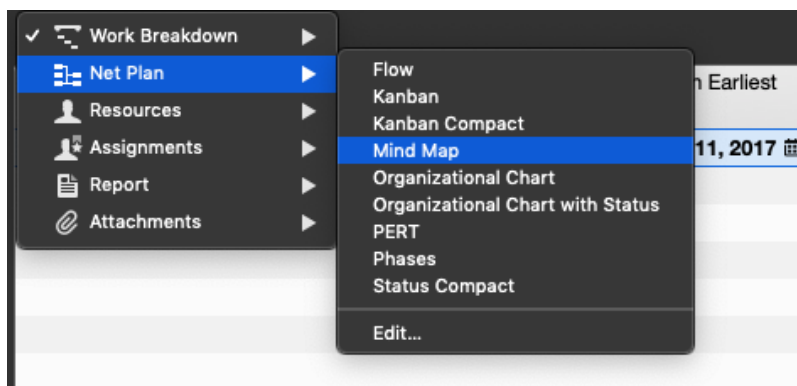 Work Breakdown
Net Plan
Resources
Assignments
Report
Attachments
Flow
Kanban
Kanban Compact
Mind Map
Organizational Chart
Organizational Chart with Status
PERT
Phases
Status Compact
Edit...
Earliest
11, 2017